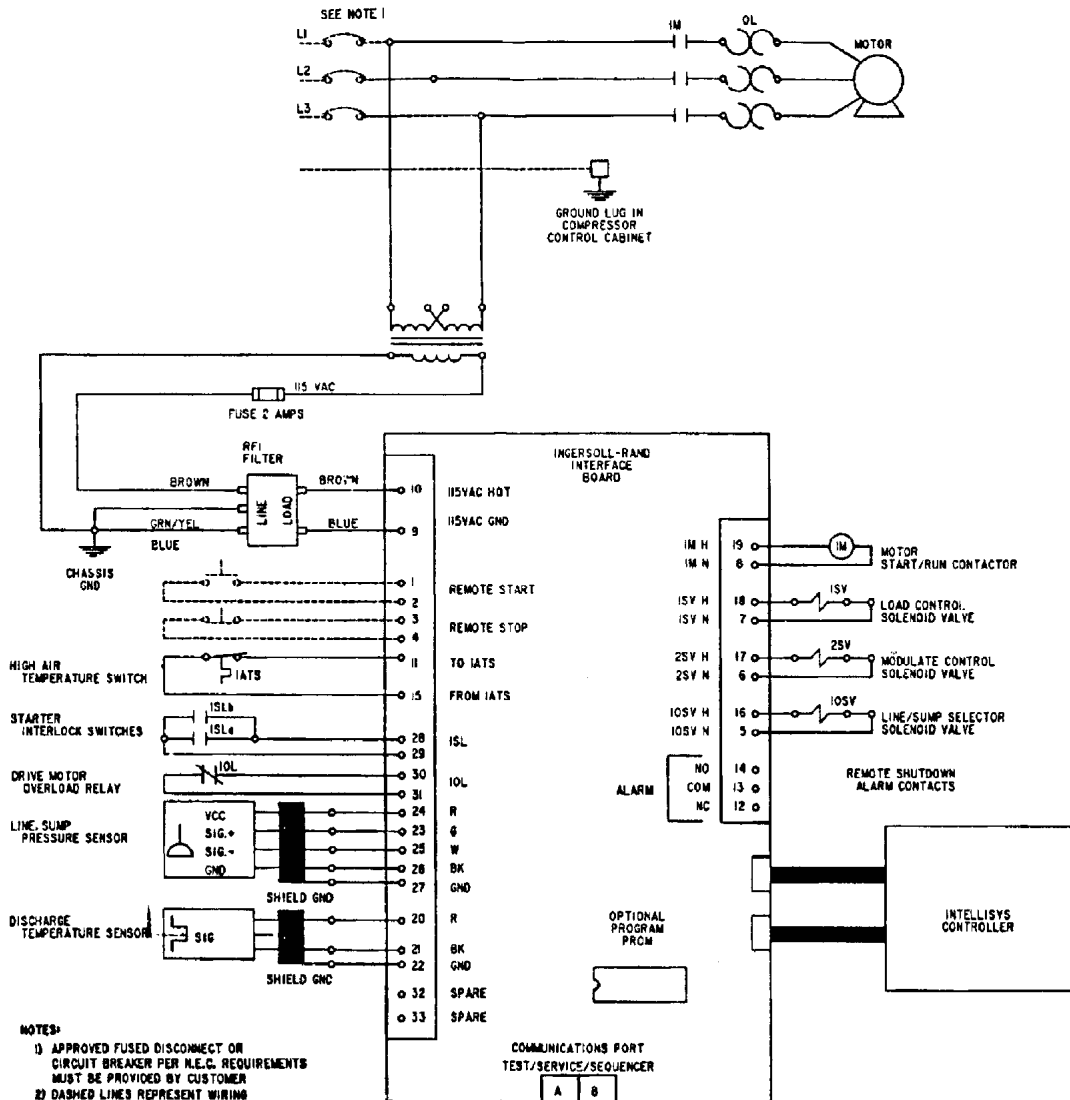 SEE NOTE 1
L1
1M
OL
MOTOR
L2
L3
GROUND LUG IN
COMPRESSOR
CONTROL CABINET
115 VAC
FUSE 2 AMPS
RFI
FILTER
BROWN
LINE
LOAD
BROWN
GRN/YEL
BLUE
BLUE
CHASSIS
GND
INGERSOLL-RAND
INTERFACE
BOARD
10 115VAC HOT
9 115VAC GND
1
REMOTE START
2
3
REMOTE STOP
4
HIGH AIR
TEMPERATURE SWITCH
1ATS
11 TO 1ATS
15 FROM 1ATS
STARTER
INTERLOCK SWITCHES
1SLb
1SLa
28 1SL
29
DRIVE MOTOR
OVERLOAD RELAY
1OL
30
1OL
31
LINE, SUMP
PRESSURE SENSOR
VCC
SIG.+
SIG.-
GND
SHIELD GND
24 R
23 G
25 W
26 BK
27 GND
DISCHARGE
TEMPERATURE SENSOR
SIG
SHIELD GND
20 R
21 BK
22 GND
32 SPARE
33 SPARE
1M H 19
1M N 8
1M
MOTOR
START/RUN CONTACTOR
1SV H 18
1SV N 7
1SV
LOAD CONTROL
SOLENOID VALVE
2SV H 17
2SV N 6
2SV
MODULATE CONTROL
SOLENOID VALVE
10SV H 16
10SV N 5
10SV
LINE/SUMP SELECTOR
SOLENOID VALVE
ALARM
NO 14
COM 13
NC 12
REMOTE SHUTDOWN
ALARM CONTACTS
OPTIONAL
PROGRAM
PROM
INTELLISYS
CONTROLLER
COMMUNICATIONS PORT
TEST/SERVICE/SEQUENCER
A B
NOTES:
1) APPROVED FUSED DISCONNECT OR
CIRCUIT BREAKER PER N.E.C. REQUIREMENTS
MUST BE PROVIDED BY CUSTOMER
2) DASHED LINES REPRESENT WIRING